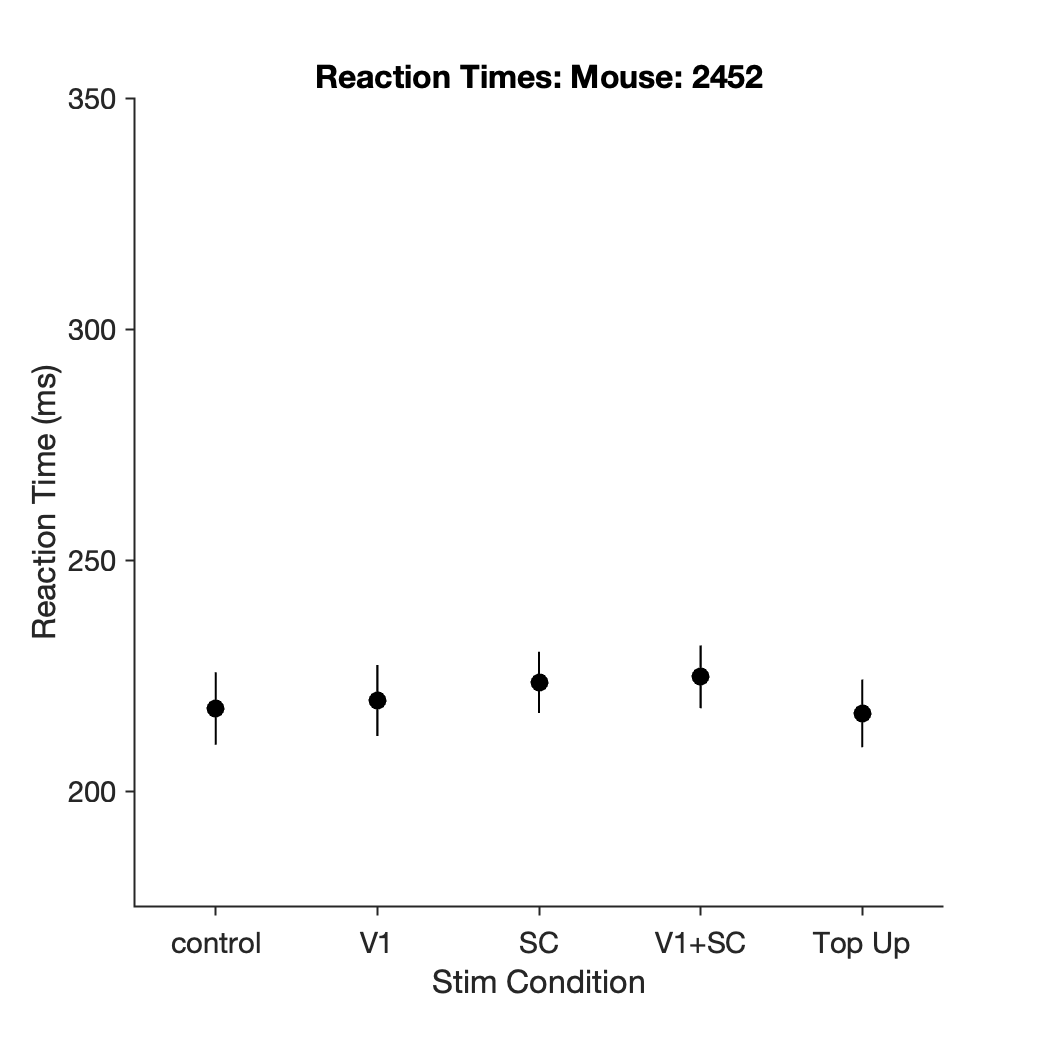 Reaction Times: Mouse: 2452
350
300
250
200
Reaction Time (ms)
control
V1
SC
V1+SC
Top Up
Stim Condition